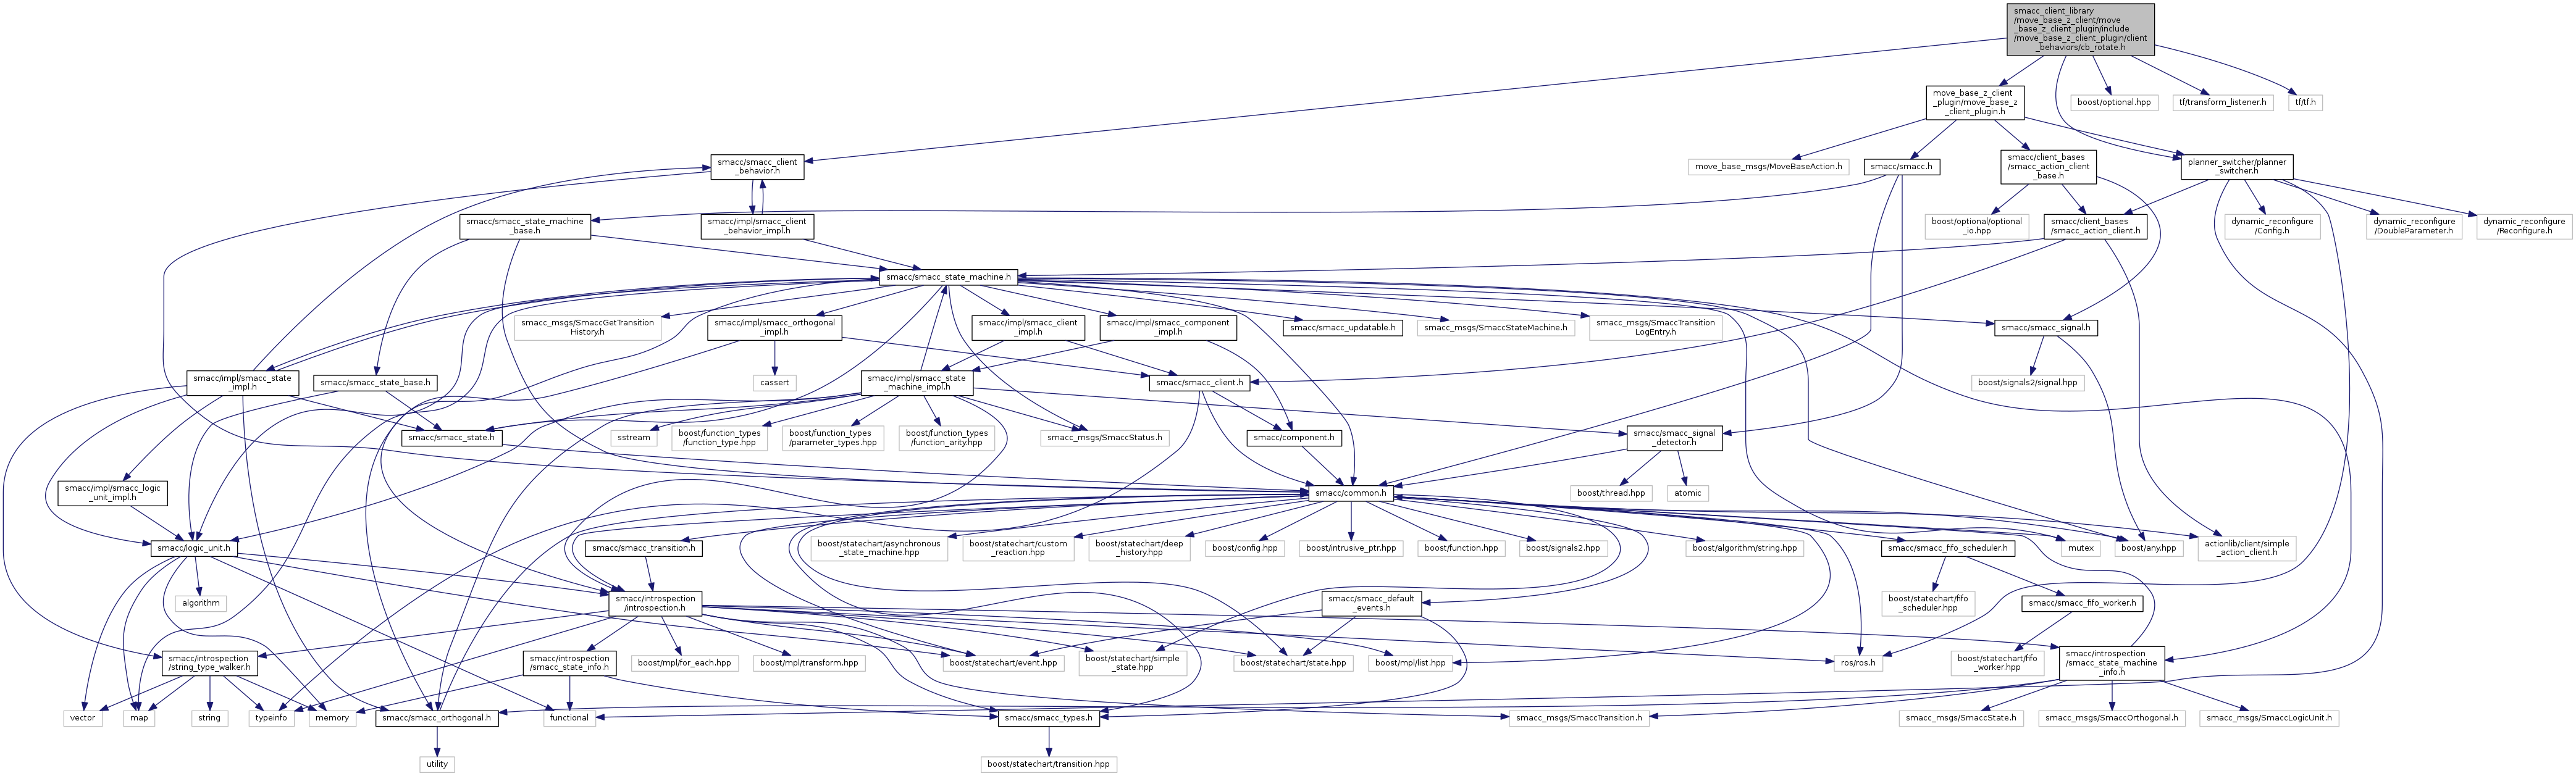 smacc_client_library
/move_base_z_client/move
_base_z_client_plugin/include
/move_base_z_client_plugin/client
_behaviors/cb_rotate.h
move_base_z_client
_plugin/move_base_z
_client_plugin.h
boost/optional.hpp
tf/transform_listener.h
tf/tf.h
smacc/smacc_client
_behavior.h
move_base_msgs/MoveBaseAction.h
smacc/smacc.h
smacc/client_bases
/smacc_action_client
_base.h
planner_switcher/planner
_switcher.h
smacc/smacc_state_machine
_base.h
smacc/impl/smacc_client
_behavior_impl.h
boost/optional/optional
_io.hpp
smacc/client_bases
/smacc_action_client.h
dynamic_reconfigure
/Config.h
dynamic_reconfigure
/DoubleParameter.h
dynamic_reconfigure
/Reconfigure.h
smacc/smacc_state_machine.h
smacc_msgs/SmaccGetTransition
History.h
smacc/impl/smacc_orthogonal
_impl.h
smacc/impl/smacc_client
_impl.h
smacc/impl/smacc_component
_impl.h
smacc/smacc_updatable.h
smacc_msgs/SmaccStateMachine.h
smacc_msgs/SmaccTransition
LogEntry.h
smacc/smacc_signal.h
smacc/impl/smacc_state
_impl.h
smacc/smacc_state_base.h
cassert
smacc/impl/smacc_state
_machine_impl.h
smacc/smacc_client.h
boost/signals2/signal.hpp
smacc/smacc_state.h
sstream
boost/function_types
/function_type.hpp
boost/function_types
/parameter_types.hpp
boost/function_types
/function_arity.hpp
smacc_msgs/SmaccStatus.h
smacc/component.h
smacc/smacc_signal
_detector.h
smacc/impl/smacc_logic
_unit_impl.h
smacc/common.h
boost/thread.hpp
atomic
smacc/logic_unit.h
smacc/smacc_transition.h
boost/statechart/asynchronous
_state_machine.hpp
boost/statechart/custom
_reaction.hpp
boost/statechart/deep
_history.hpp
boost/config.hpp
boost/intrusive_ptr.hpp
boost/function.hpp
boost/signals2.hpp
boost/algorithm/string.hpp
smacc/smacc_fifo_scheduler.h
mutex
boost/any.hpp
actionlib/client/simple
_action_client.h
algorithm
smacc/introspection
/introspection.h
smacc/smacc_default
_events.h
boost/statechart/fifo
_scheduler.hpp
smacc/smacc_fifo_worker.h
smacc/introspection
/string_type_walker.h
smacc/introspection
/smacc_state_info.h
boost/mpl/for_each.hpp
boost/mpl/transform.hpp
boost/statechart/event.hpp
boost/statechart/simple
_state.hpp
boost/statechart/state.hpp
boost/mpl/list.hpp
ros/ros.h
boost/statechart/fifo
_worker.hpp
smacc/introspection
/smacc_state_machine
_info.h
vector
map
string
typeinfo
memory
smacc/smacc_orthogonal.h
functional
smacc/smacc_types.h
smacc_msgs/SmaccTransition.h
smacc_msgs/SmaccState.h
smacc_msgs/SmaccOrthogonal.h
smacc_msgs/SmaccLogicUnit.h
utility
boost/statechart/transition.hpp